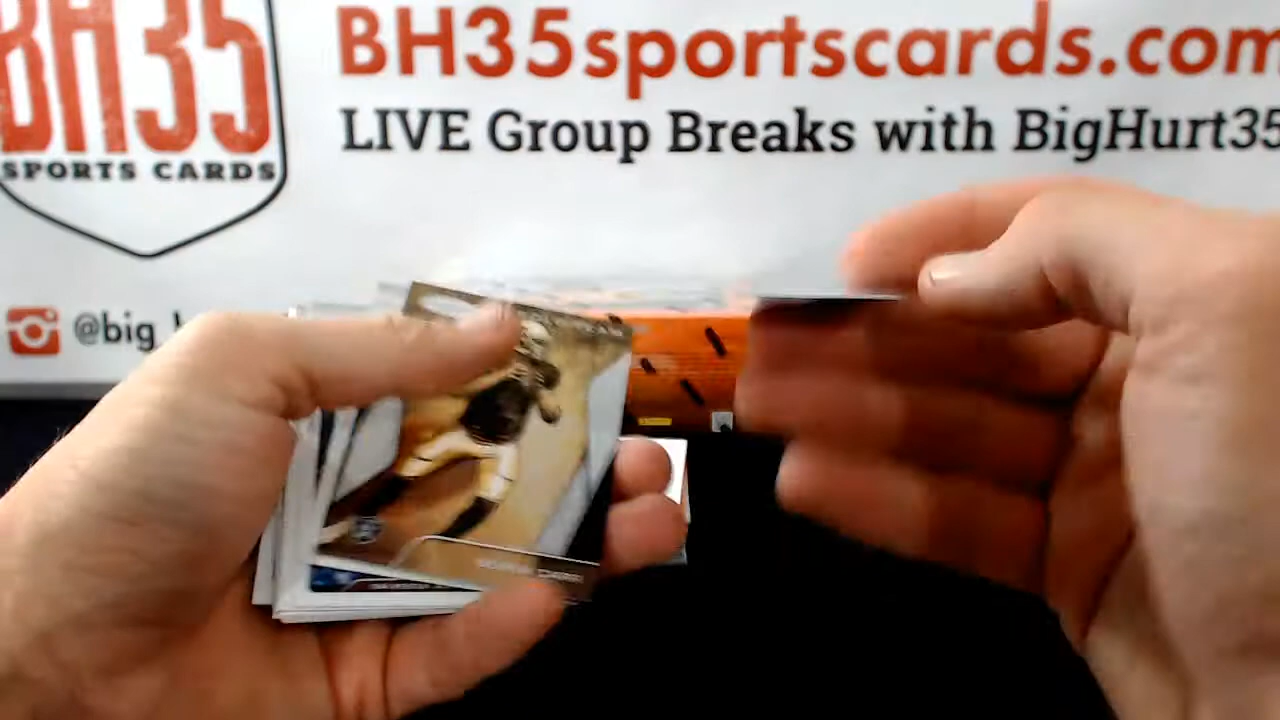 BH35
SPORTS CARDS
BH35sportscards.com
LIVE Group Breaks with BigHurt35
@big